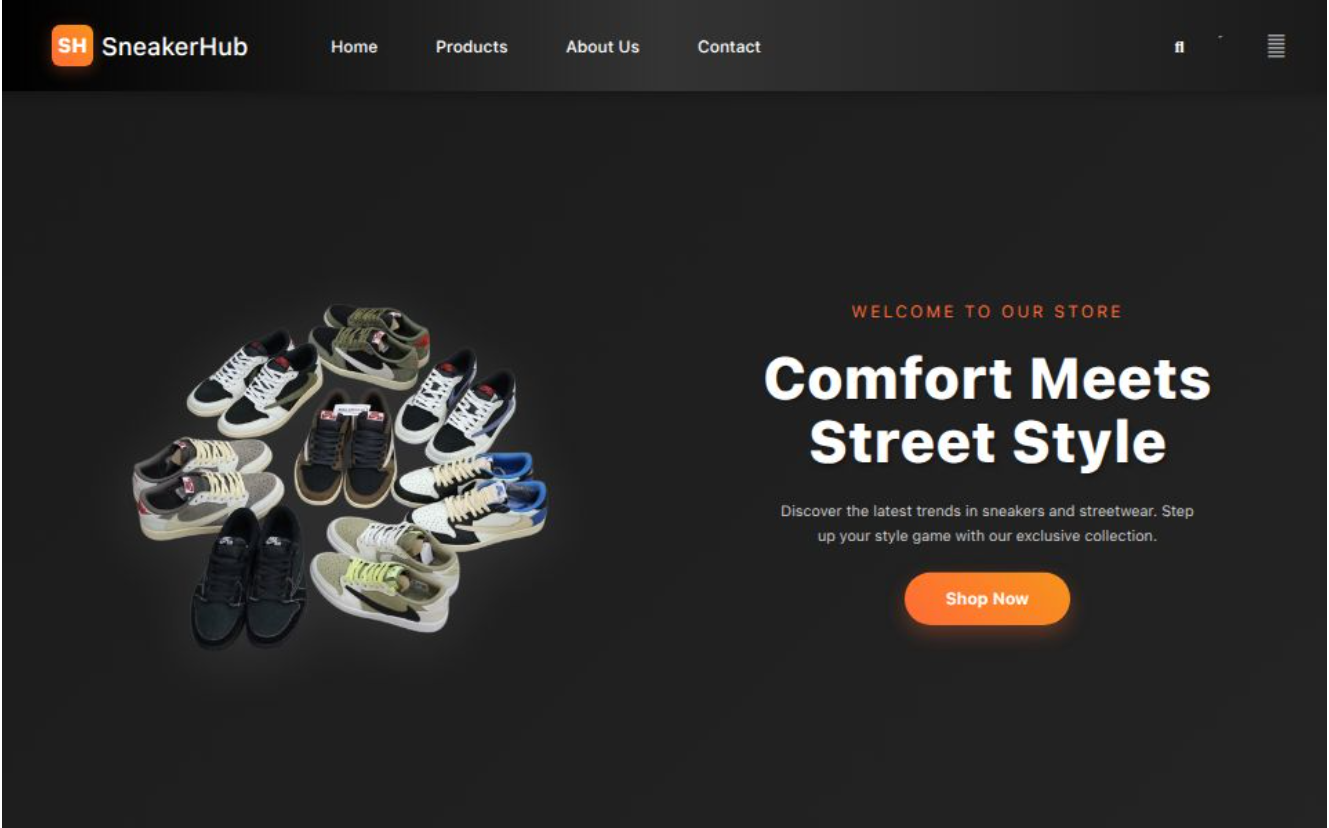 SH SneakerHub Home Products About Us Contact
WELCOME TO OUR STORE
Comfort Meets
Street Style
Discover the latest trends in sneakers and streetwear. Step
up your style game with our exclusive collection.
Shop Now